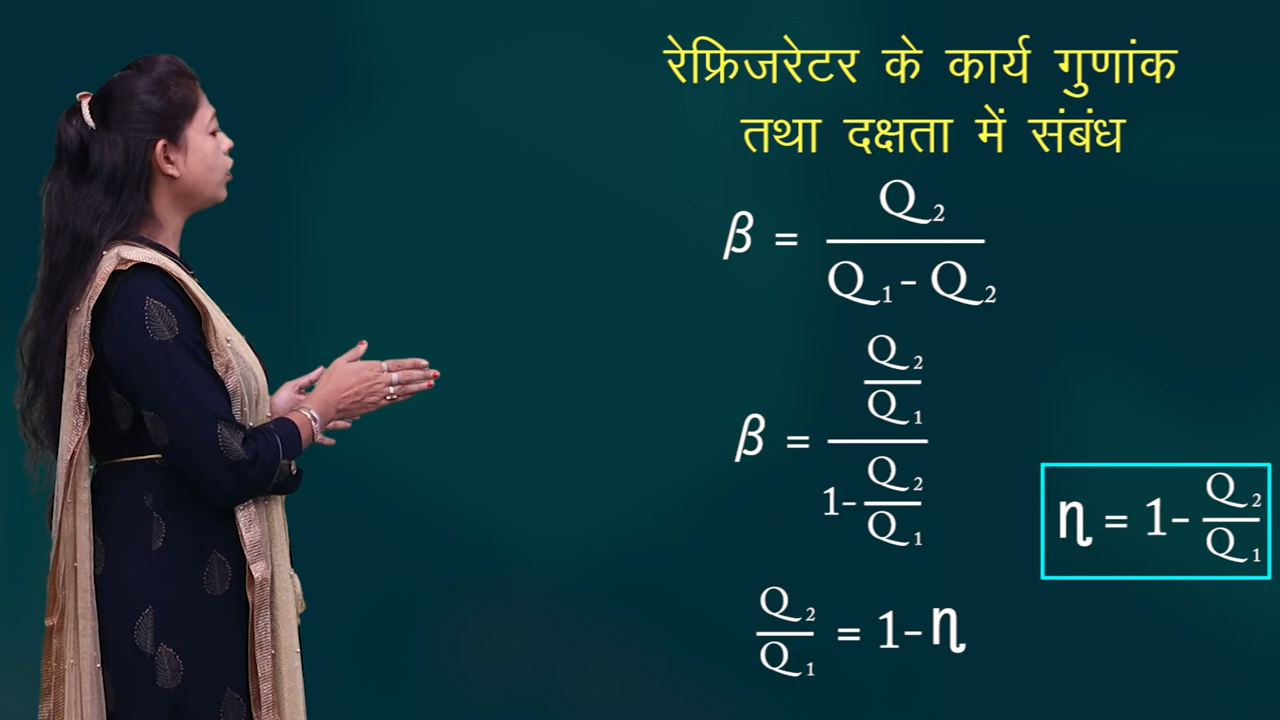 रेफ्रिजरेटर के कार्य गुणांक
तथा दक्षता में संबंध
β = Q₂ / (Q₁ - Q₂)
β = (Q₂/Q₁) / (1 - Q₂/Q₁)
η = 1 - Q₂/Q₁
Q₂/Q₁ = 1 - η